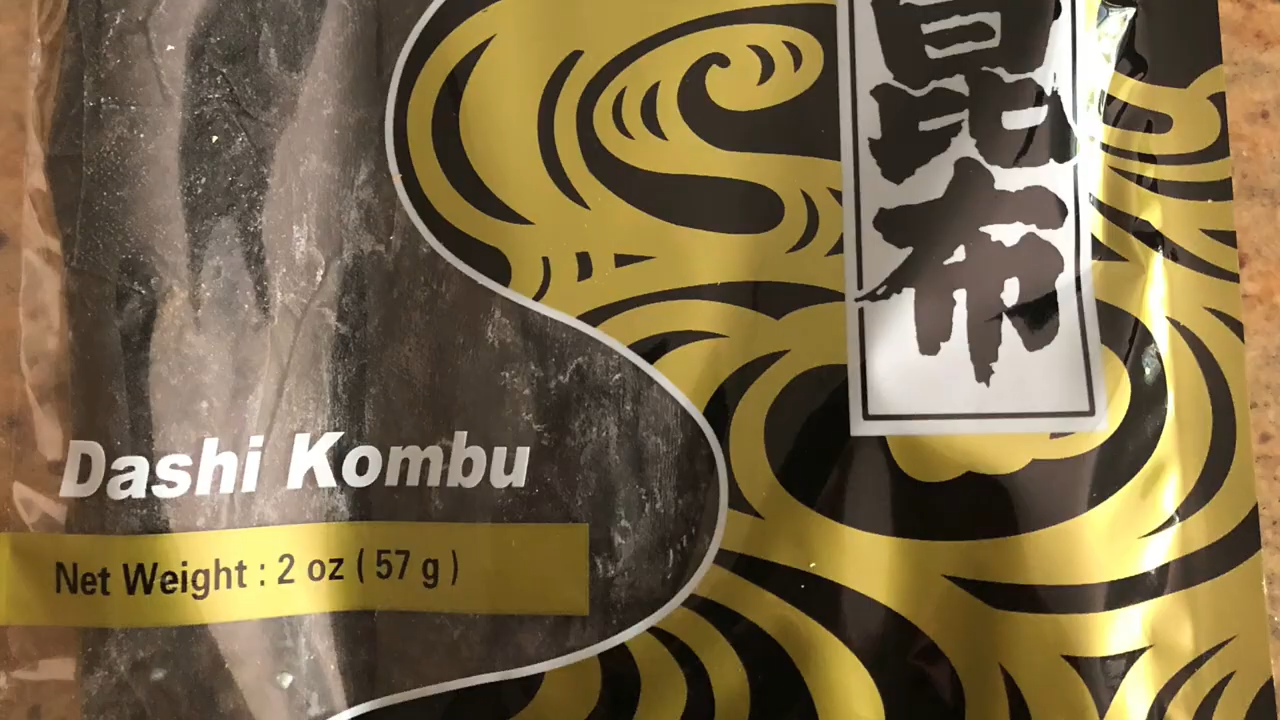 昆布
Dashi Kombu
Net Weight : 2 oz ( 57 g )